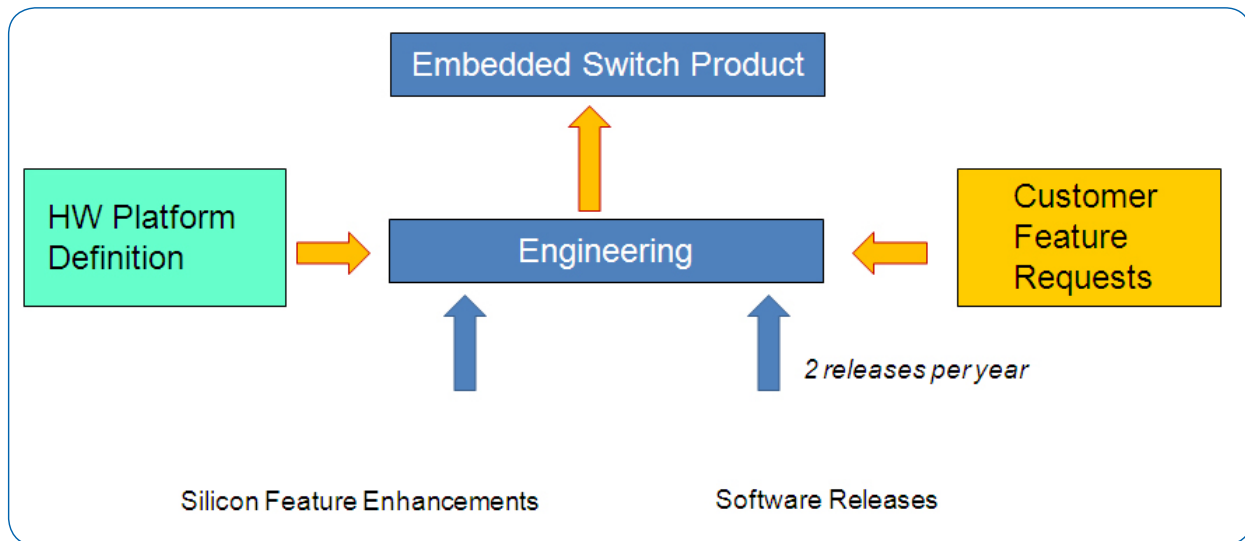 Embedded Switch Product
HW Platform
Definition
Engineering
Customer
Feature
Requests
2 releases per year
Silicon Feature Enhancements
Software Releases